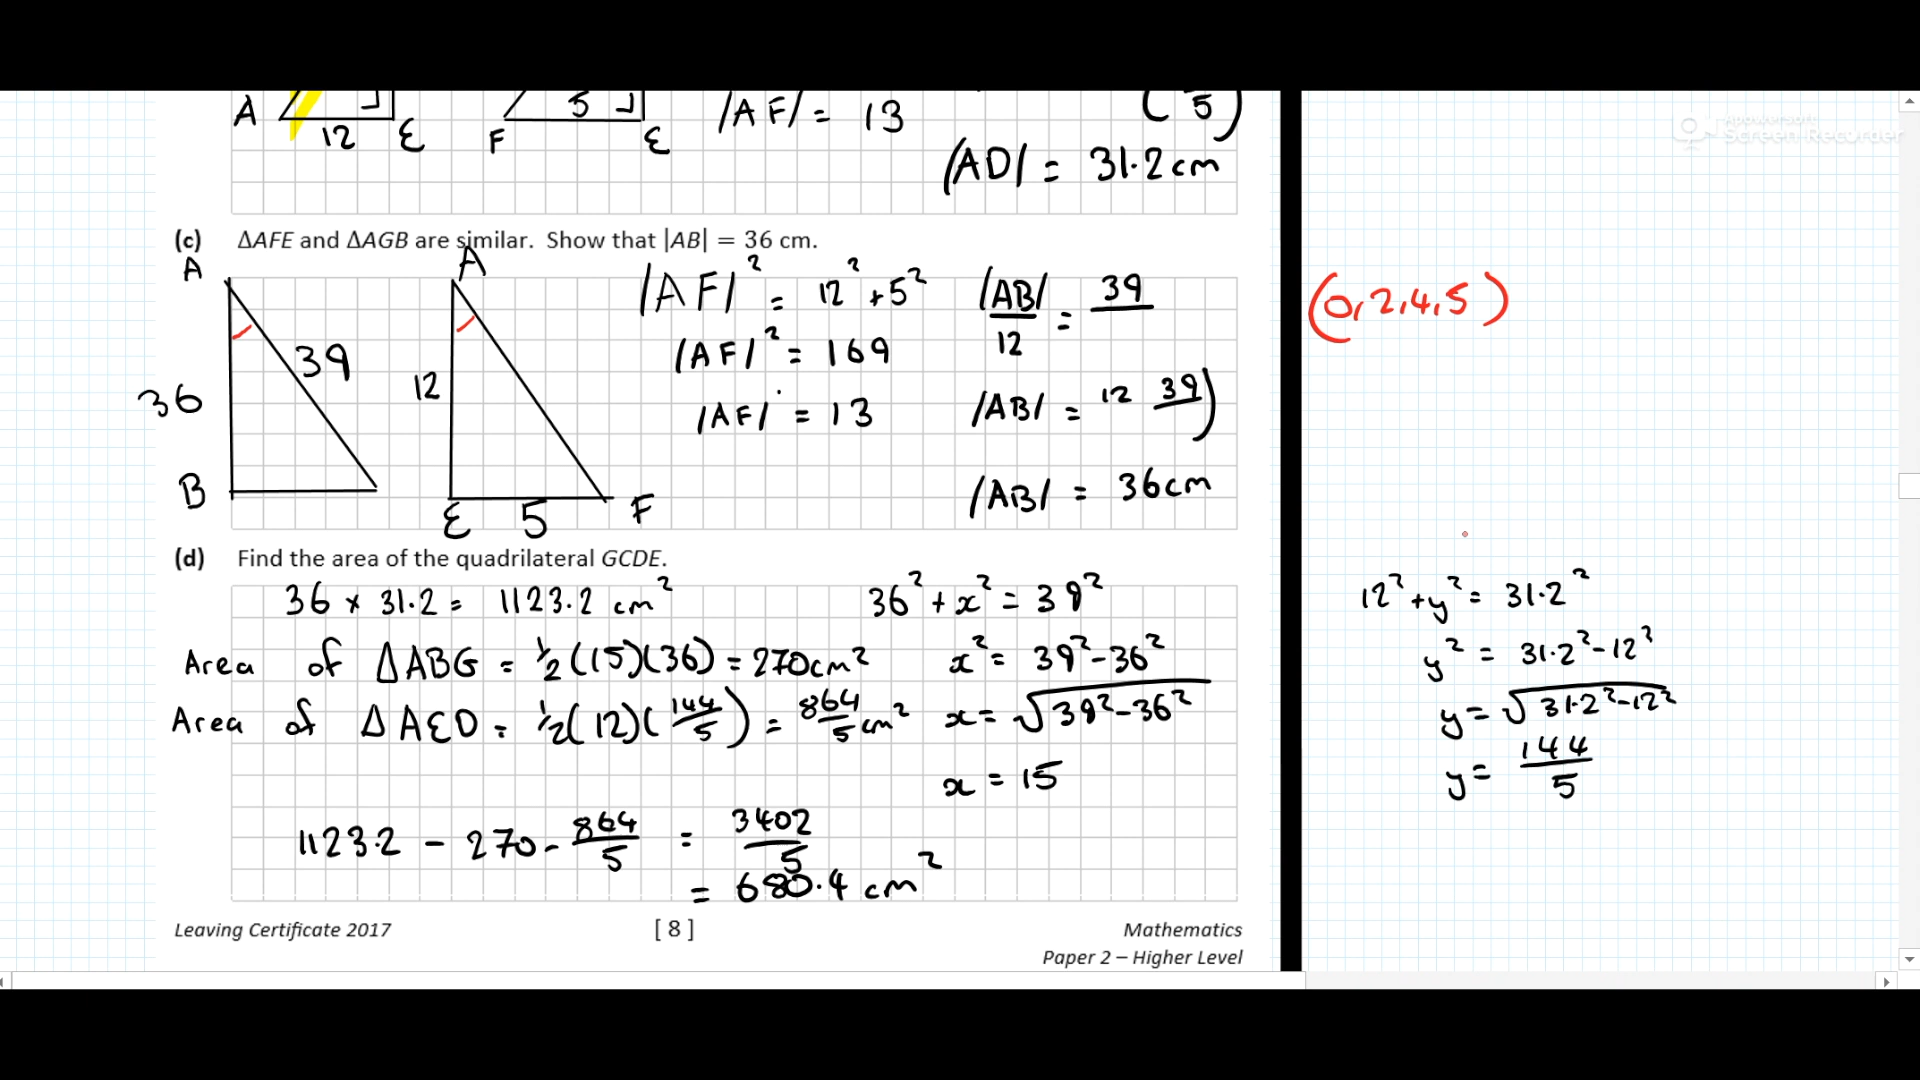 A 12 E F 5 E |AF| = 13 ( 5 )
|AD| = 31.2cm
Apowersoft
Screen Recorder
(c) ΔAFE and ΔAGB are similar. Show that |AB| = 36 cm.
A 39 36 B
A 12 E 5 F
|AF|² = 12² + 5²
|AF|² = 169
|AF| = 13
|AB|/12 = 39/
|AB| = 12 39/ )
|AB| = 36cm
(0, 2, 4, 5)
(d) Find the area of the quadrilateral GCDE.
36 × 31.2 = 1123.2 cm²
Area of ΔABG = ½(15)(36) = 270cm²
Area of ΔAED = ½(12)(144/5) = 864/5 cm²
1123.2 - 270 - 864/5 = 3402/5
= 680.4 cm²
36² + x² = 39²
x² = 39² - 36²
x = √39² - 36²
x = 15
12² + y² = 31.2²
y² = 31.2² - 12²
y = √31.2² - 12²
y = 144/5
Leaving Certificate 2017
[ 8 ]
Mathematics
Paper 2 – Higher Level